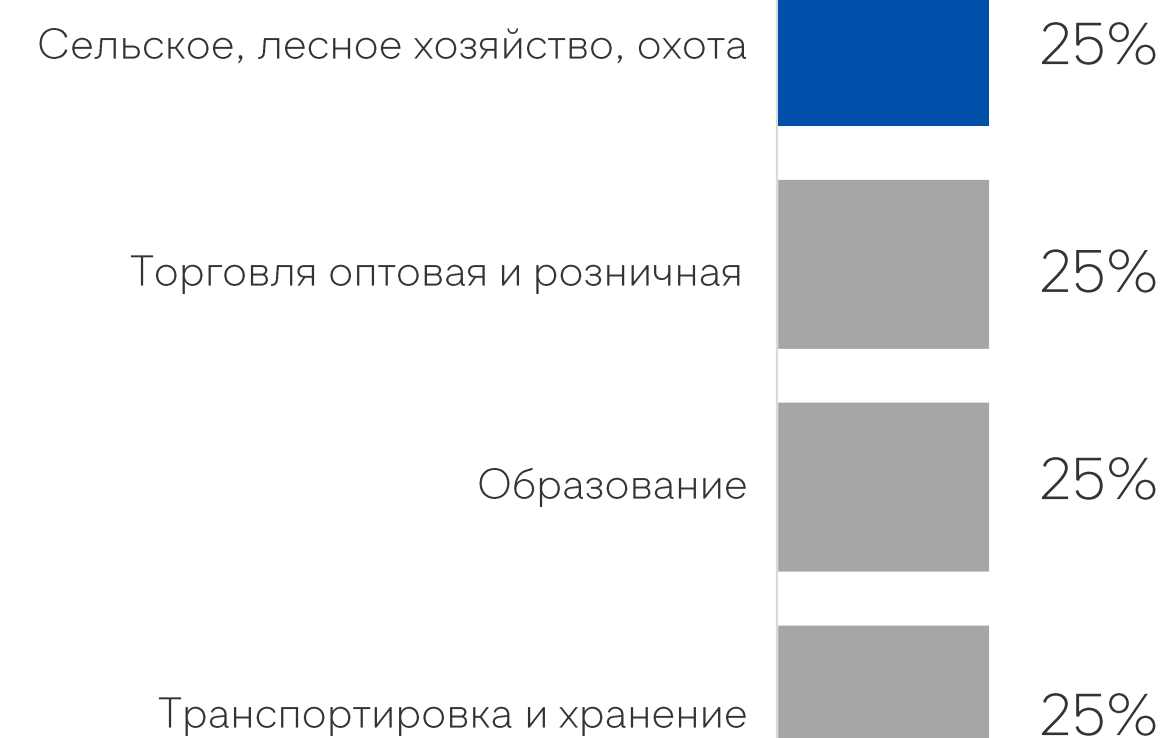 Сельское, лесное хозяйство, охота 25%
Торговля оптовая и розничная 25%
Образование 25%
Транспортировка и хранение 25%